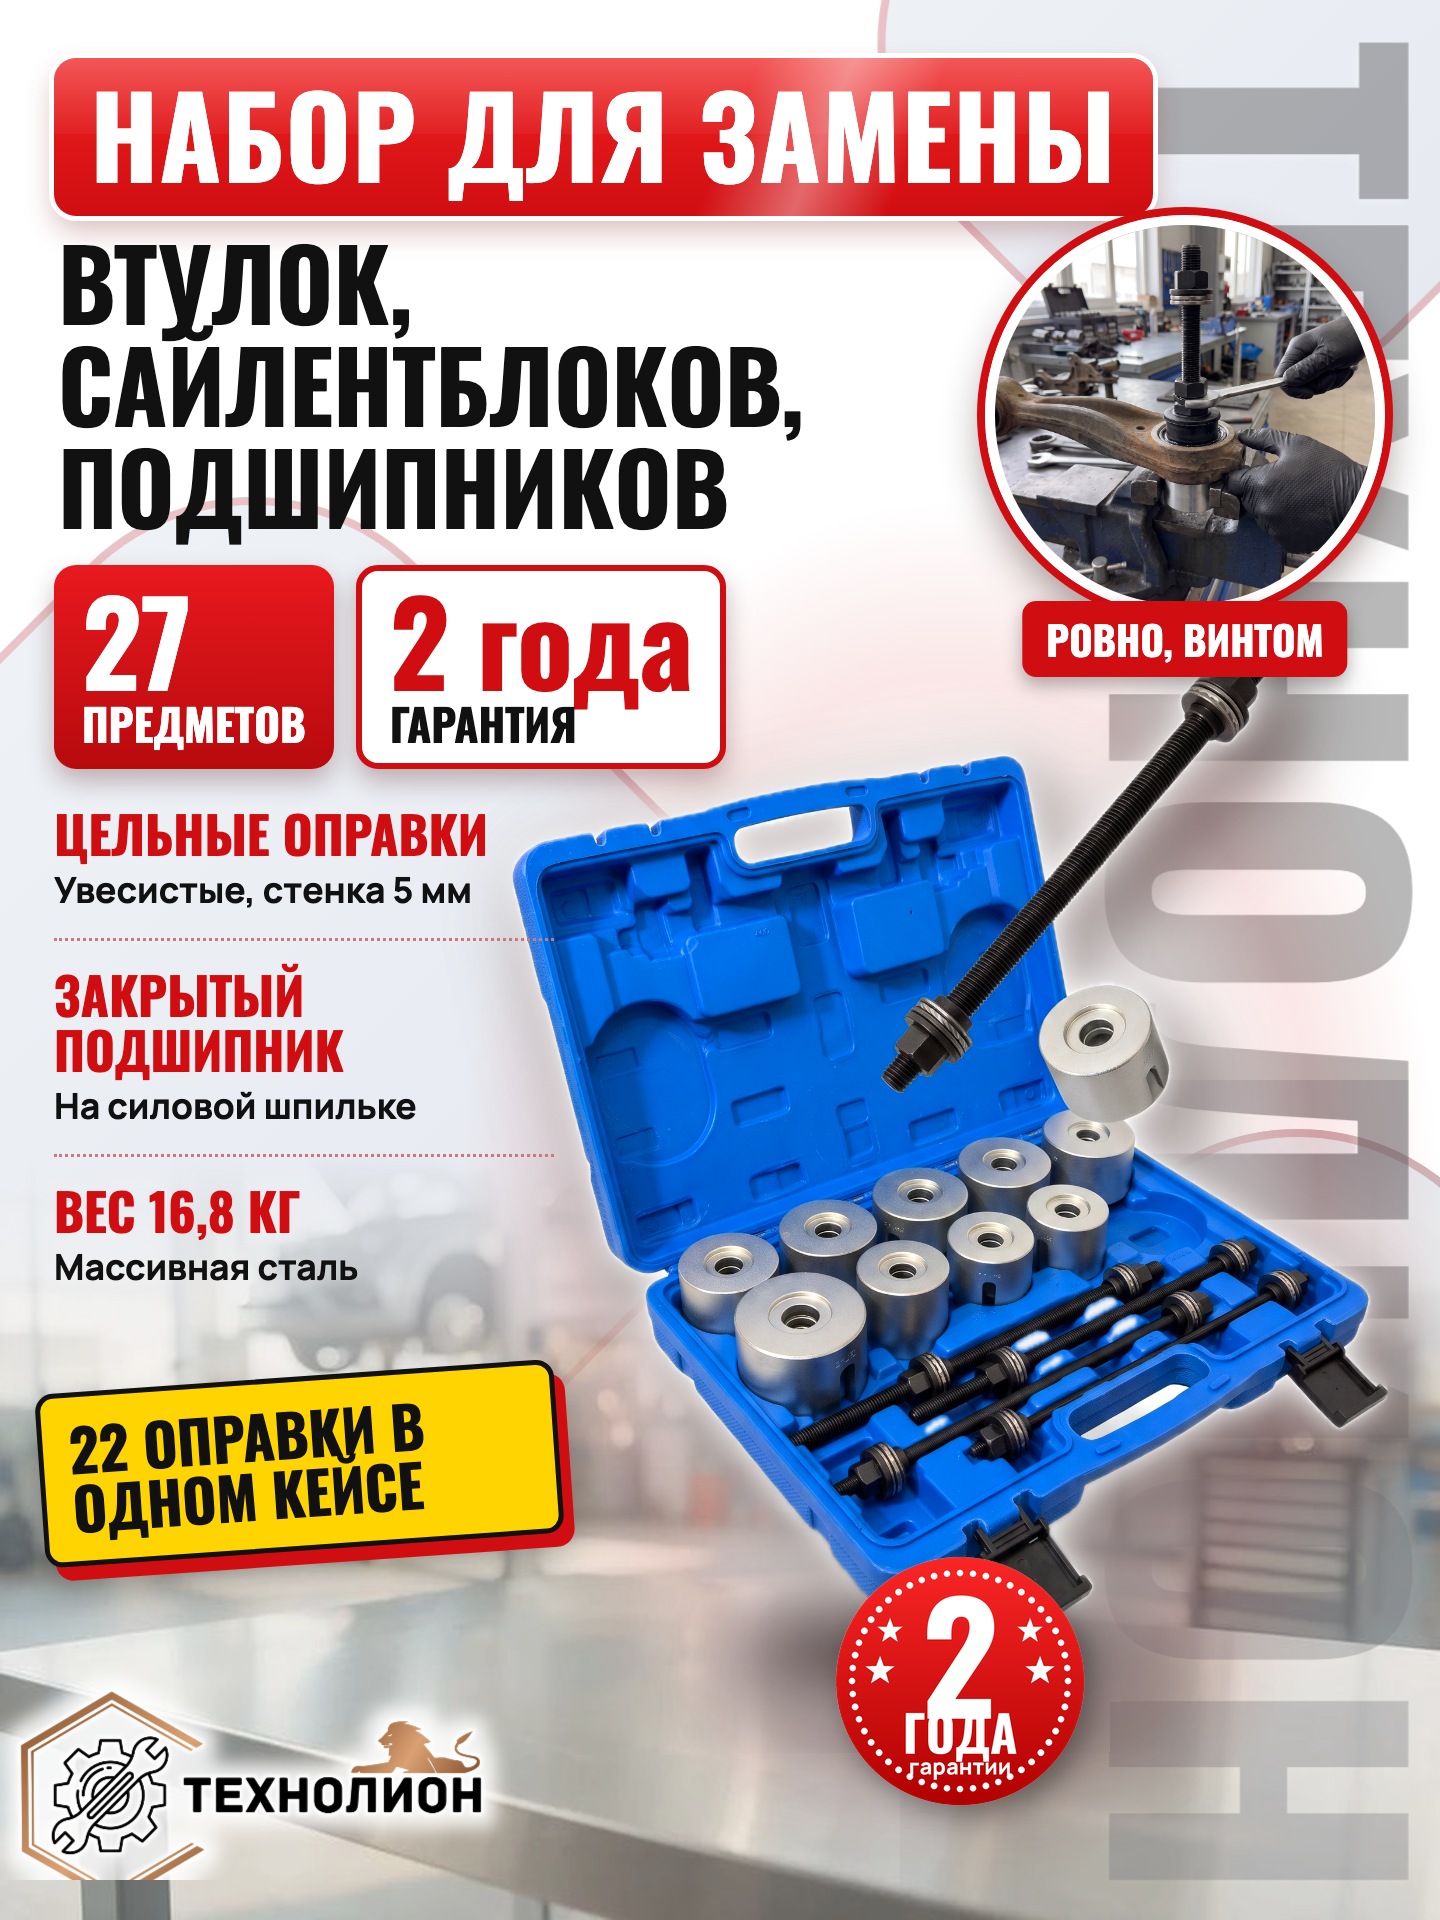 НАБОР ДЛЯ ЗАМЕНЫ
ВТУЛОК,
САЙЛЕНТБЛОКОВ,
ПОДШИПНИКОВ
РОВНО, ВИНТОМ
27
ПРЕДМЕТОВ
2 года
ГАРАНТИЯ
ЦЕЛЬНЫЕ ОПРАВКИ
Увесистые, стенка 5 мм
ЗАКРЫТЫЙ
ПОДШИПНИК
На силовой шпильке
ВЕС 16,8 КГ
Массивная сталь
22 ОПРАВКИ В
ОДНОМ КЕЙСЕ
2
ГОДА
гарантии
ТЕХНОЛИОН